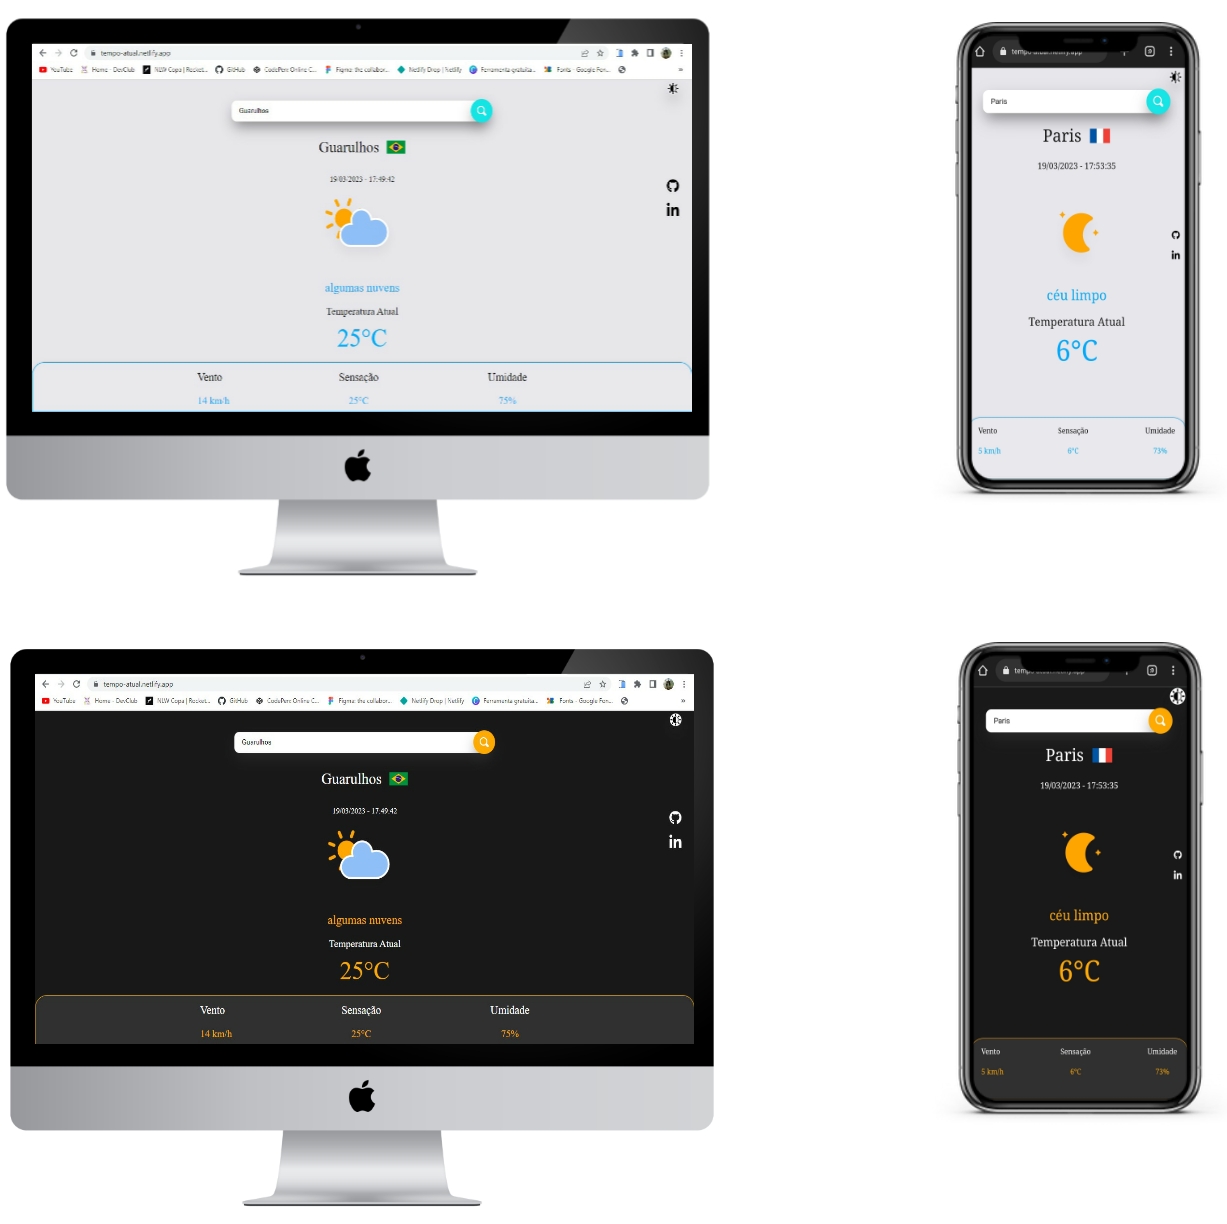 tempo-atual.netlify.app
YouTube Home - DevClub NLW Copa | Rocket... GitHub CodePen: Online C... Figma: the collabor... Netlify Drop | Netlify Ferramenta gratuita... Fonts - Google Fon... »
Guarulhos
Guarulhos
19/03/2023 - 17:49:42
in
algumas nuvens
Temperatura Atual
25°C
Vento Sensação Umidade
14 km/h 25°C 75%
Paris
Paris
19/03/2023 - 17:53:35
in
céu limpo
Temperatura Atual
6°C
Vento Sensação Umidade
5 km/h 6°C 73%
tempo-atual.netlify.app
YouTube Home - DevClub NLW Copa | Rocket... GitHub CodePen: Online C... Figma: the collabor... Netlify Drop | Netlify Ferramenta gratuita... Fonts - Google Fon... »
Guarulhos
Guarulhos
19/03/2023 - 17:49:42
in
algumas nuvens
Temperatura Atual
25°C
Vento Sensação Umidade
14 km/h 25°C 75%
Paris
Paris
19/03/2023 - 17:53:35
in
céu limpo
Temperatura Atual
6°C
Vento Sensação Umidade
5 km/h 6°C 73%